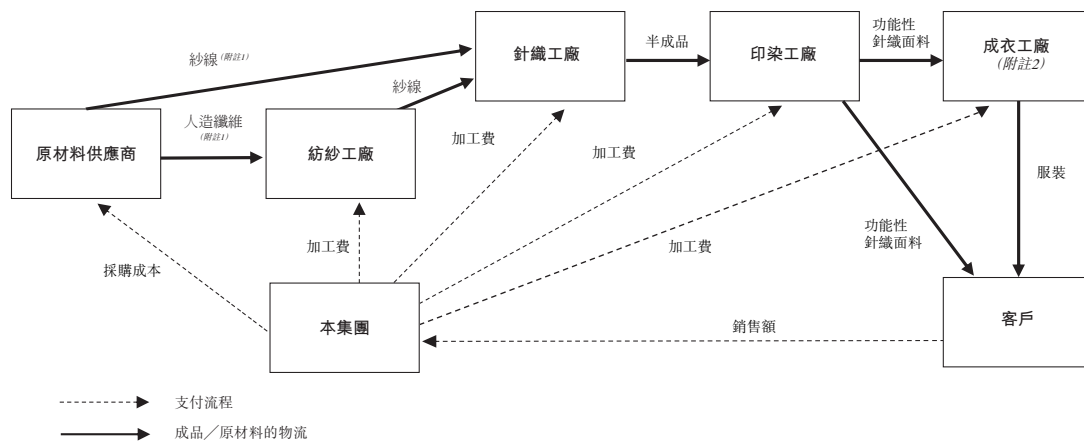 紗線(附註1)
針織工廠
半成品
印染工廠
功能性
針織面料
成衣工廠
(附註2)
紗線
原材料供應商
人造纖維
(附註1)
紡紗工廠
加工費
加工費
服裝
採購成本
加工費
加工費
功能性
針織面料
本集團
銷售額
客戶
支付流程
成品／原材料的物流